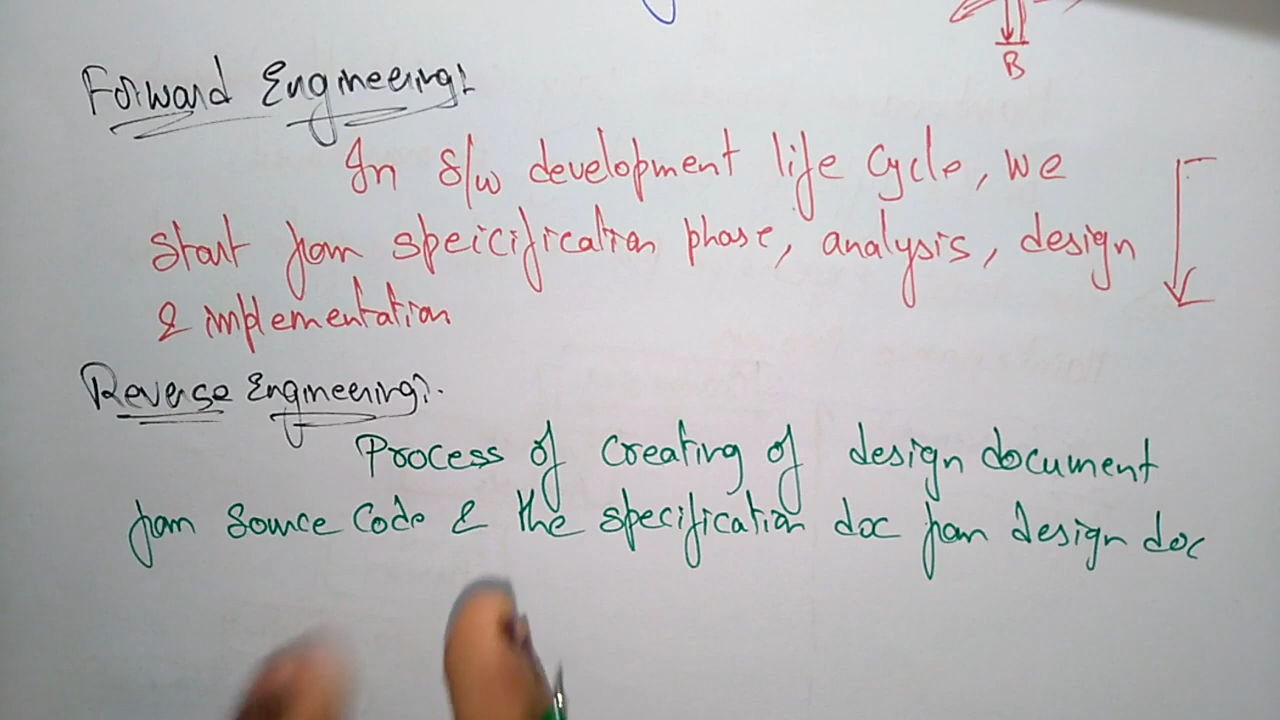 B
Forward Engineering:
In s/w development life cycle, we
start from speicification phase, analysis, design
& implementation
Reverse Engineering:.
Process of creating of design document
from source code & the specification doc from design doc